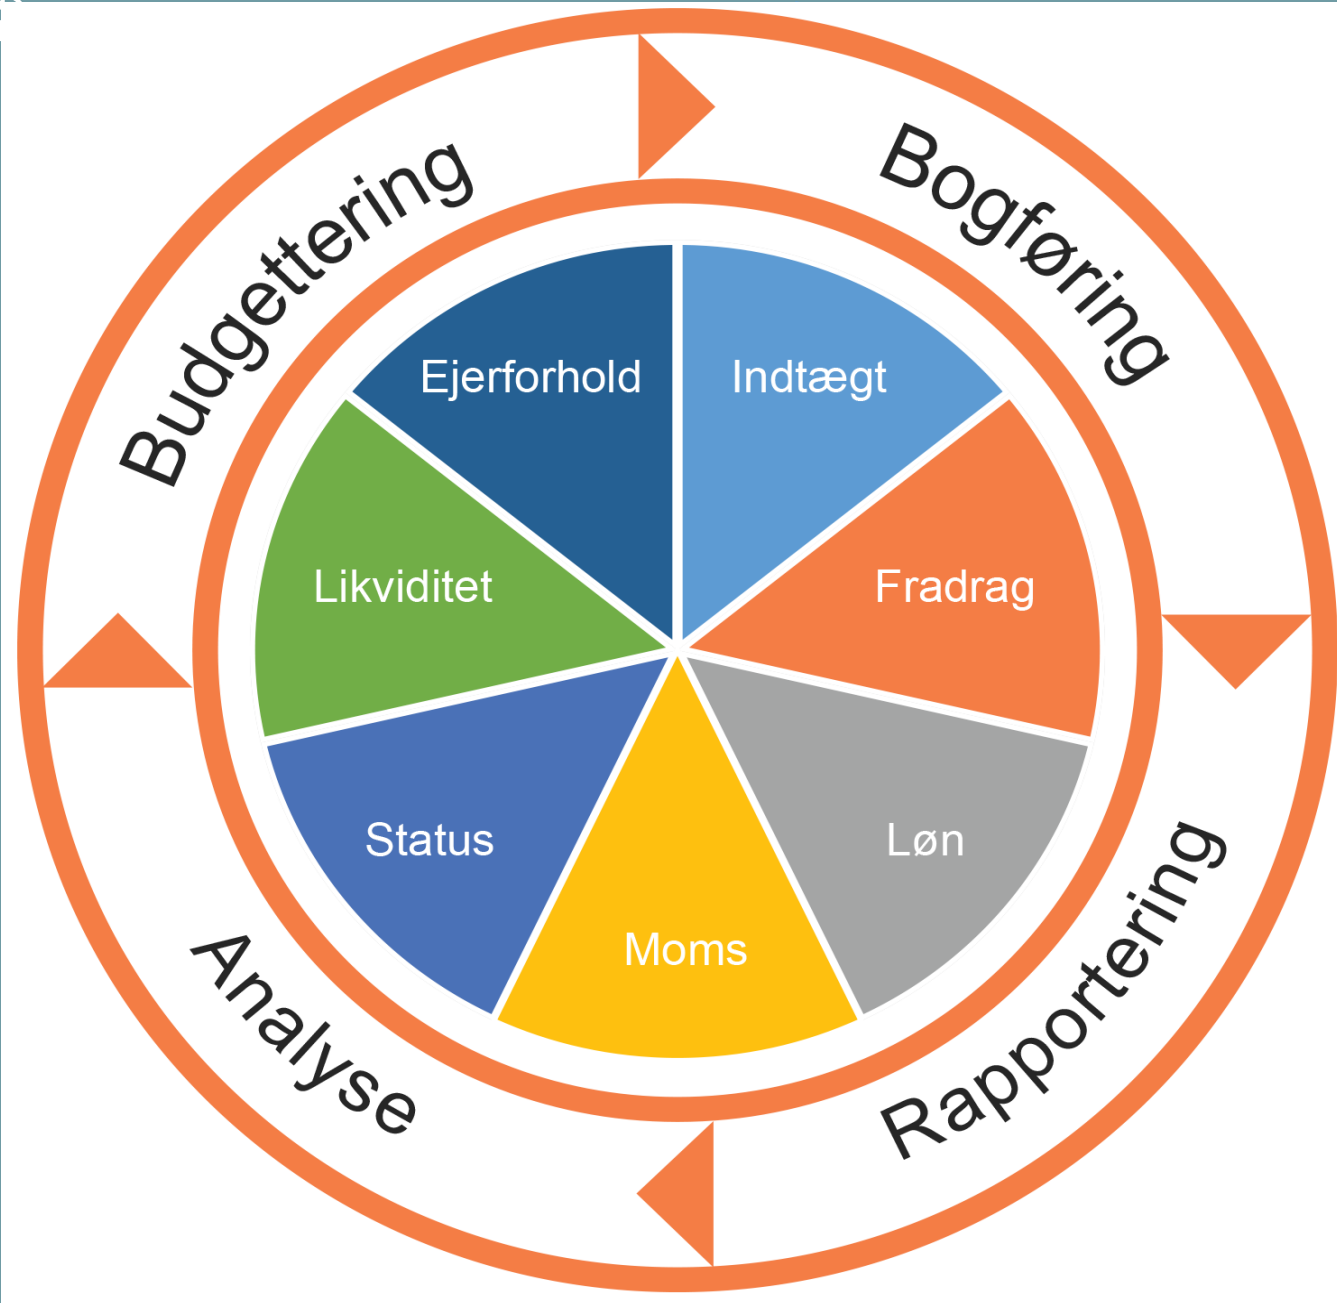 Budgettering
Bogføring
Rapportering
Analyse
Ejerforhold
Indtægt
Fradrag
Løn
Moms
Status
Likviditet